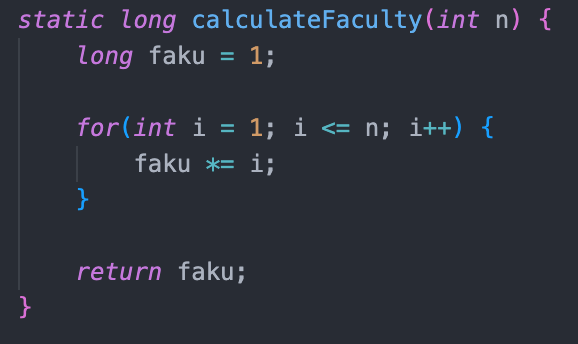 static long calculateFaculty(int n) {
    long faku = 1;

    for(int i = 1; i <= n; i++) {
        faku *= i;
    }

    return faku;
}